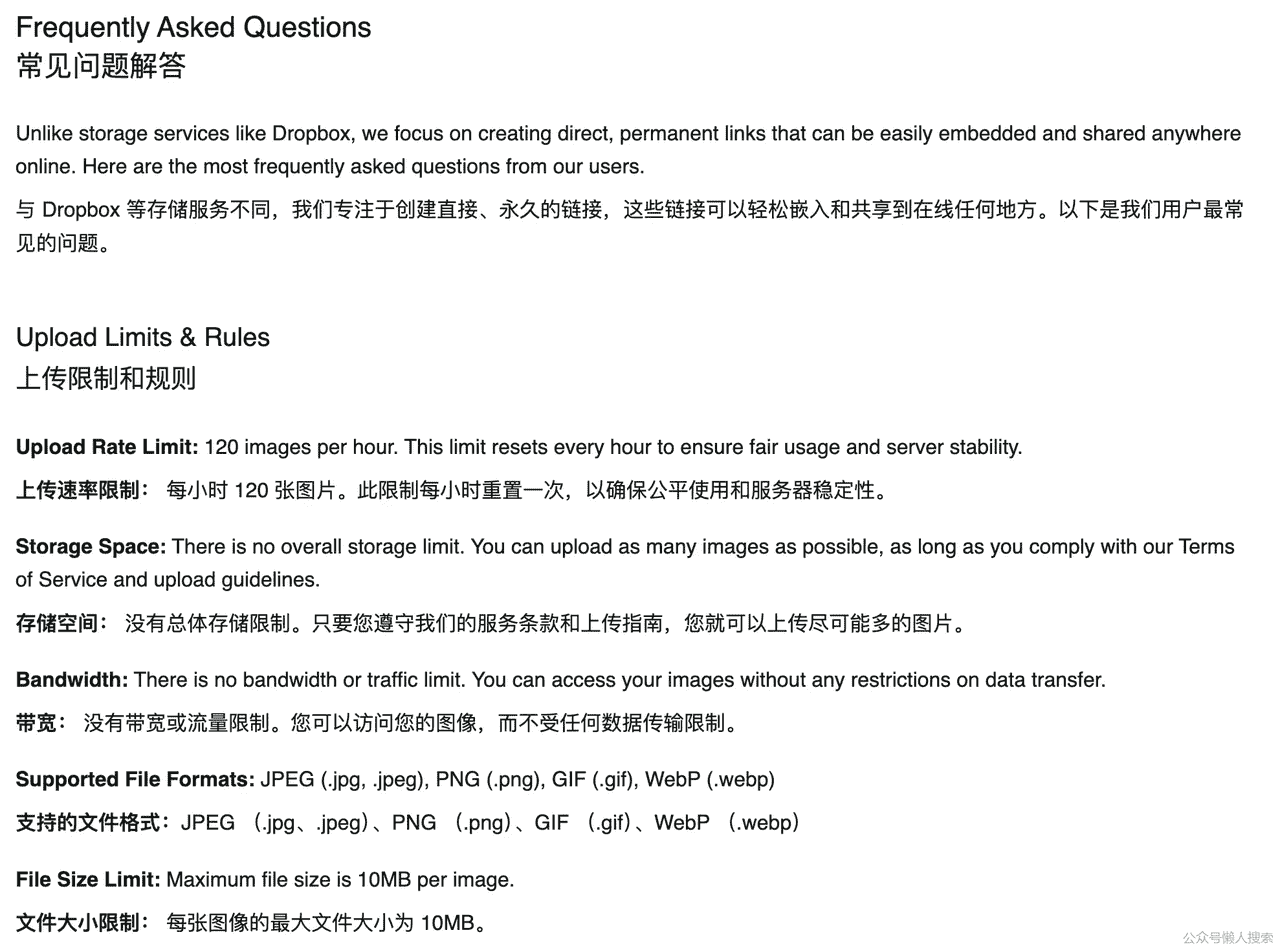 Frequently Asked Questions
常见问题解答
Unlike storage services like Dropbox, we focus on creating direct, permanent links that can be easily embedded and shared anywhere
online. Here are the most frequently asked questions from our users.
与 Dropbox 等存储服务不同，我们专注于创建直接、永久的链接，这些链接可以轻松嵌入和共享到在线任何地方。以下是我们用户最常
见的问题。
Upload Limits & Rules
上传限制和规则
Upload Rate Limit: 120 images per hour. This limit resets every hour to ensure fair usage and server stability.
上传速率限制： 每小时 120 张图片。此限制每小时重置一次，以确保公平使用和服务器稳定性。
Storage Space: There is no overall storage limit. You can upload as many images as possible, as long as you comply with our Terms
of Service and upload guidelines.
存储空间： 没有总体存储限制。只要您遵守我们的服务条款和上传指南，您就可以上传尽可能多的图片。
Bandwidth: There is no bandwidth or traffic limit. You can access your images without any restrictions on data transfer.
带宽： 没有带宽或流量限制。您可以访问您的图像，而不受任何数据传输限制。
Supported File Formats: JPEG (.jpg, .jpeg), PNG (.png), GIF (.gif), WebP (.webp)
支持的文件格式：JPEG （.jpg、.jpeg）、PNG （.png）、GIF （.gif）、WebP （.webp）
File Size Limit: Maximum file size is 10MB per image.
文件大小限制： 每张图像的最大文件大小为 10MB。
公众号懒人搜索